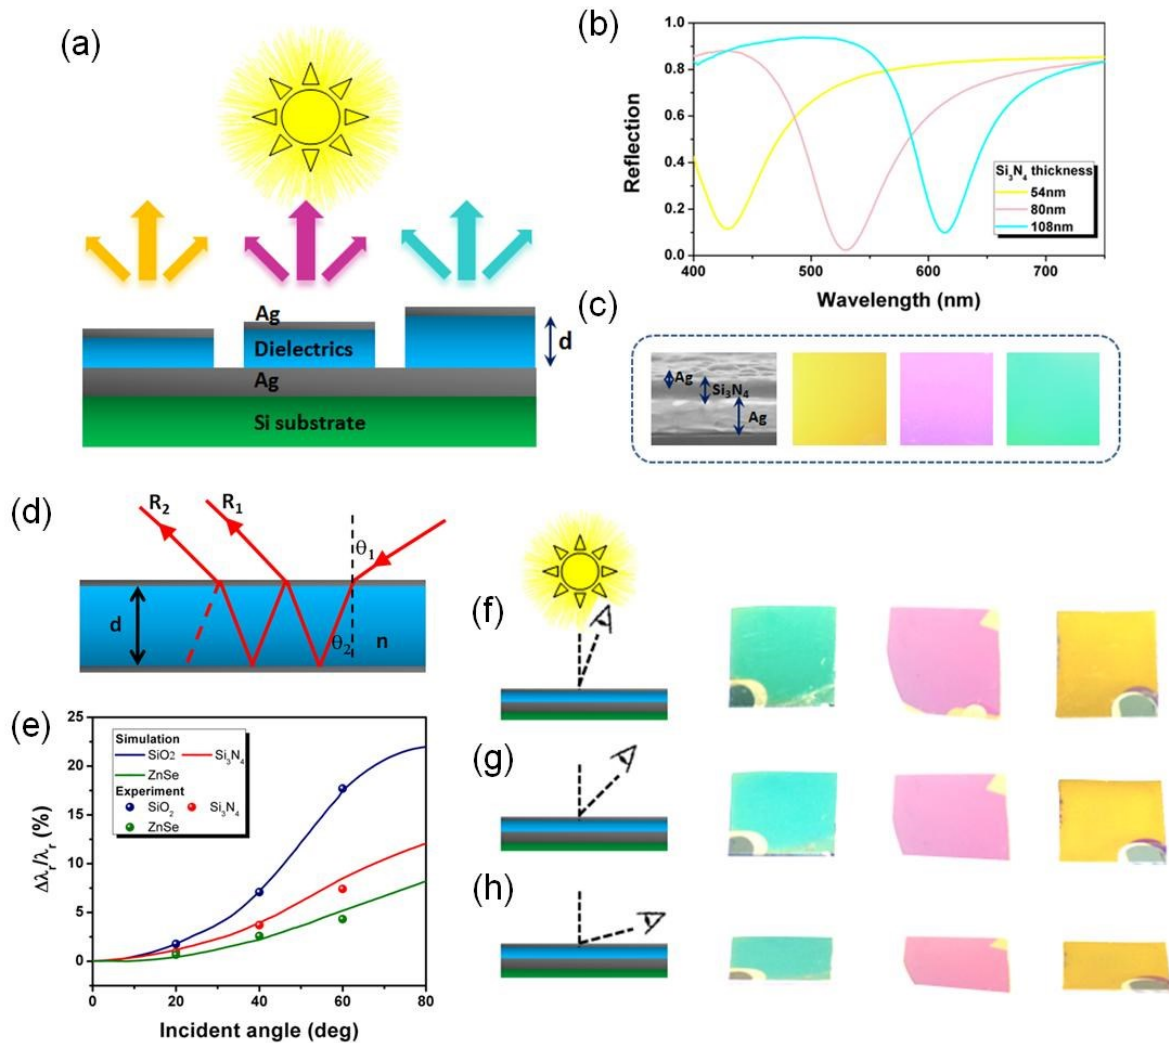 (a)
Ag
Dielectrics
d
Ag
Si substrate
(b)
1.0
0.8
0.6
0.4
0.2
0.0
Reflection
Si₃N₄ thickness
54nm
80nm
108nm
400 500 600 700
Wavelength (nm)
(c)
Ag
Si₃N₄
Ag
(d)
R₂ R₁
θ₁
d
θ₂ n
(e)
25
20
15
10
5
0
Δλᵣ/λᵣ (%)
Simulation
SiO2 Si₃N₄
ZnSe
Experiment
SiO₂ Si₃N₄
ZnSe
0 20 40 60 80
Incident angle (deg)
(f)
(g)
(h)